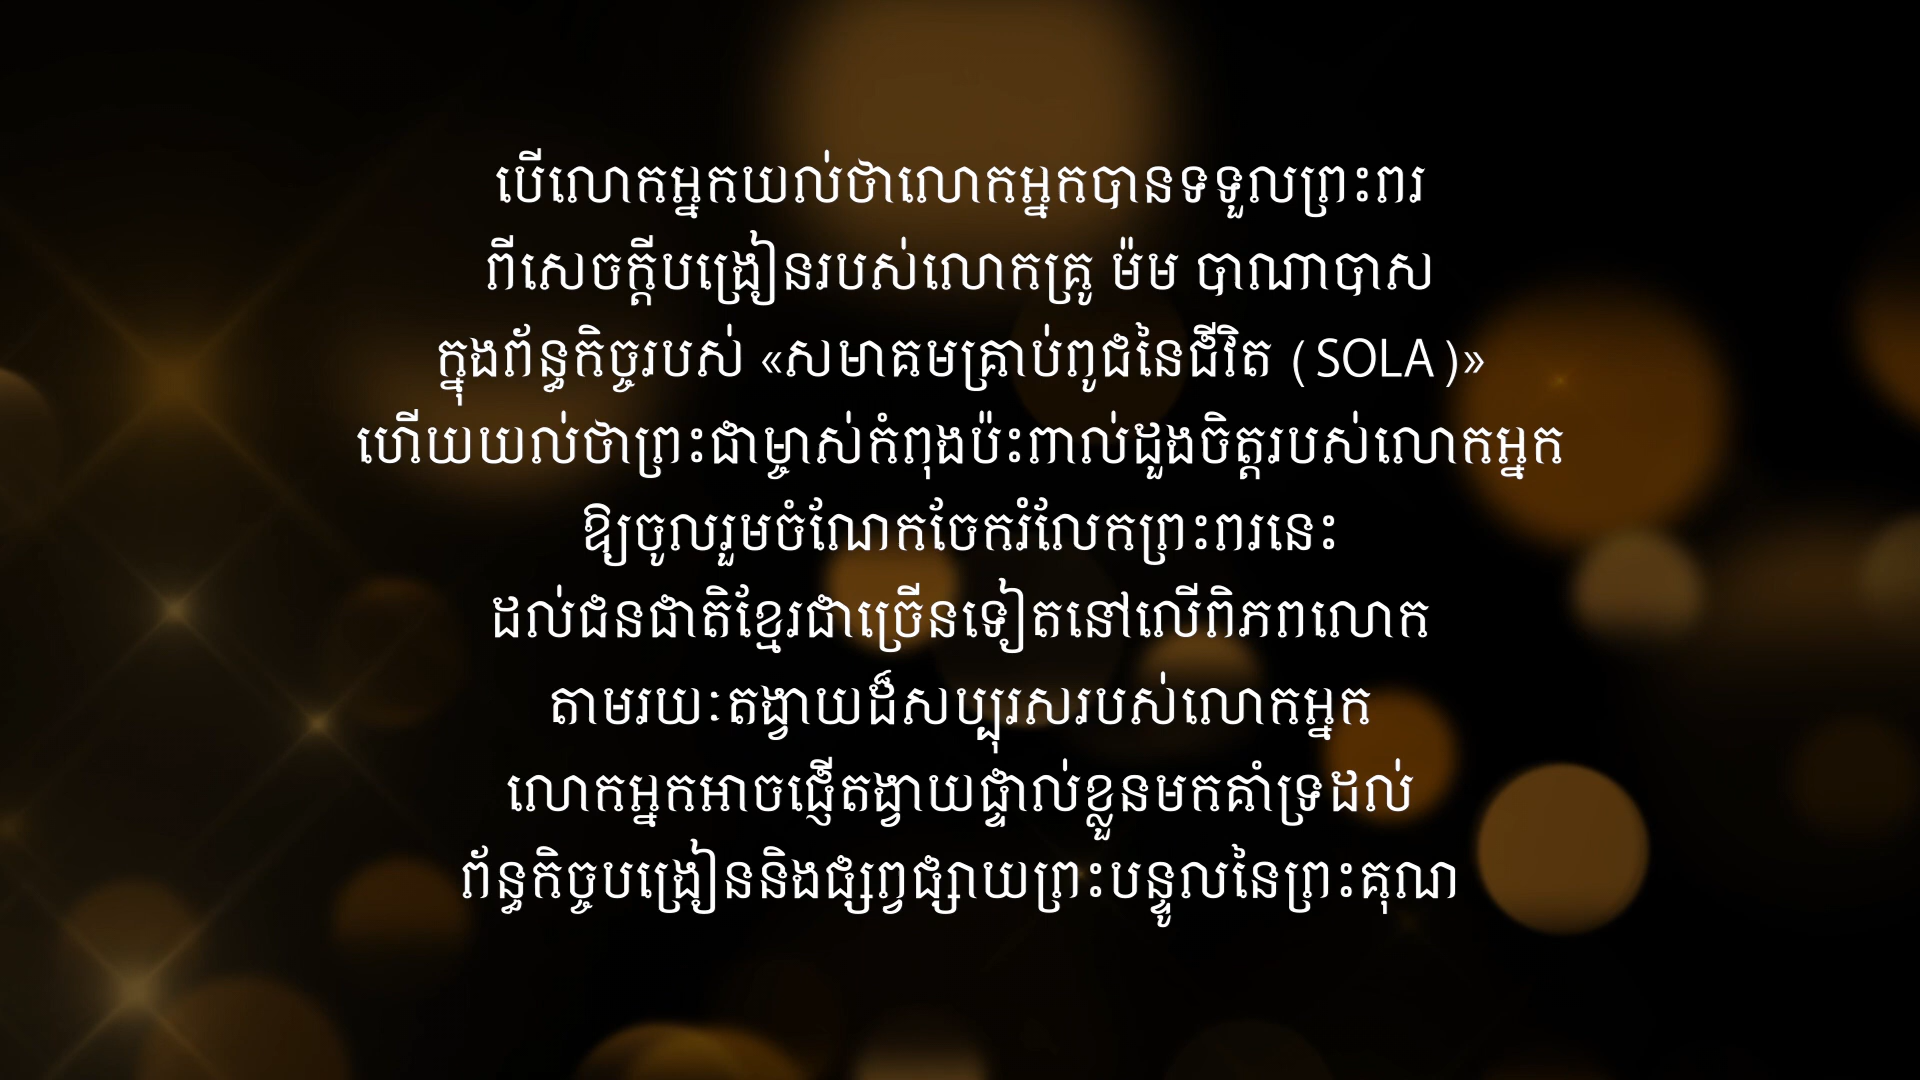 បើលោកអ្នកយល់ថាលោកអ្នកបានទទួលព្រះពរ
ពីសេចក្ដីបង្រៀនរបស់លោកគ្រូ ម៉ម បាណាបាស
ក្នុងព័ន្ធកិច្ចរបស់ «សមាគមគ្រាប់ពូជនៃជីវិត (SOLA)»
ហើយយល់ថាព្រះជាម្ចាស់កំពុងប៉ះពាល់ដួងចិត្តរបស់លោកអ្នក
ឱ្យចូលរួមចំណែកចែករំលែកព្រះពរនេះ
ដល់ជនជាតិខ្មែរជាច្រើនទៀតនៅលើពិភពលោក
តាមរយៈតង្វាយដ៏សប្បុរសរបស់លោកអ្នក
លោកអ្នកអាចផ្ញើតង្វាយផ្ទាល់ខ្លួនមកគាំទ្រដល់
ព័ន្ធកិច្ចបង្រៀននិងផ្សព្វផ្សាយព្រះបន្ទូលនៃព្រះគុណ